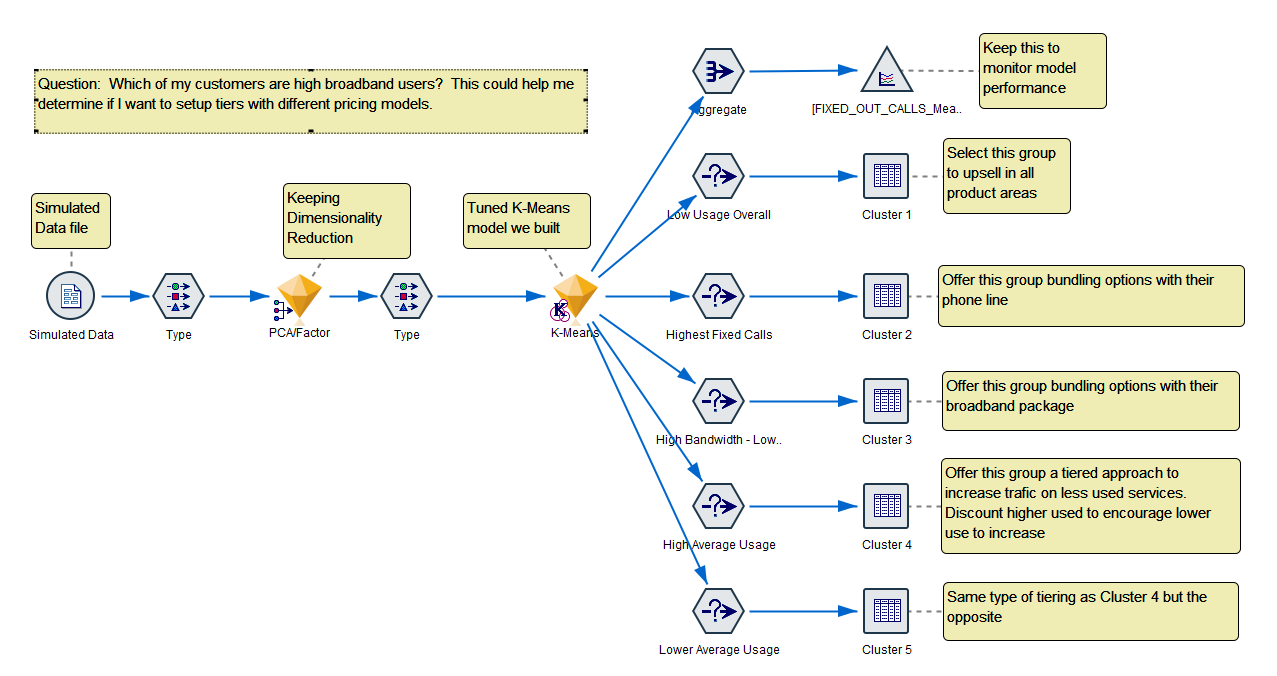 Question:  Which of my customers are high broadband users?  This could help me
determine if I want to setup tiers with different pricing models.
Simulated
Data file
Keeping
Dimensionality
Reduction
Tuned K-Means
model we built
Simulated Data
Type
PCA/Factor
Type
K
K-Means
Aggregate
[FIXED_OUT_CALLS_Mea..
Keep this to
monitor model
performance
Low Usage Overall
Cluster 1
Select this group
to upsell in all
product areas
Highest Fixed Calls
Cluster 2
Offer this group bundling options with their
phone line
High Bandwidth - Low..
Cluster 3
Offer this group bundling options with their
broadband package
High Average Usage
Cluster 4
Offer this group a tiered approach to
increase trafic on less used services.
Discount higher used to encourage lower
use to increase
Lower Average Usage
Cluster 5
Same type of tiering as Cluster 4 but the
opposite